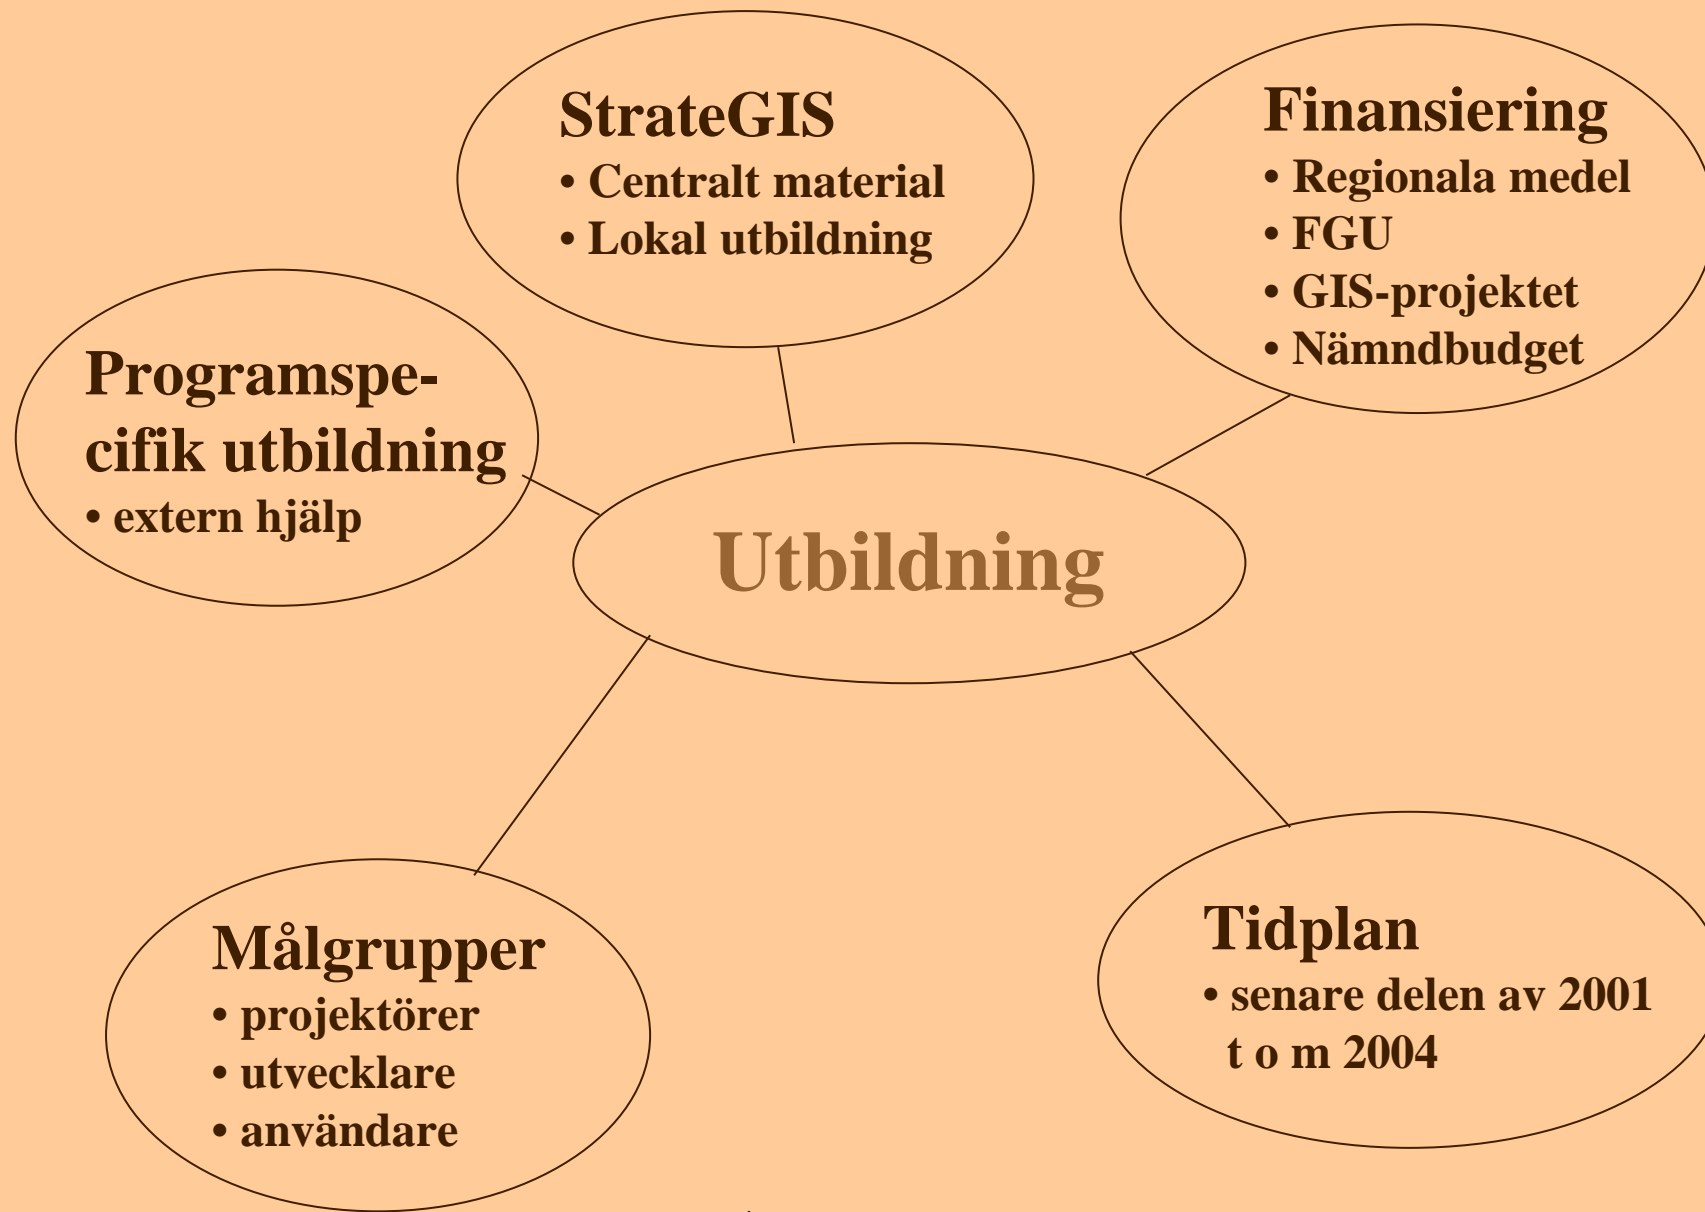 StrateGIS
• Centralt material
• Lokal utbildning
Finansiering
• Regionala medel
• FGU
• GIS-projektet
• Nämndbudget
Programspe-
cifik utbildning
• extern hjälp
Utbildning
Målgrupper
• projektörer
• utvecklare
• användare
Tidplan
• senare delen av 2001
t o m 2004